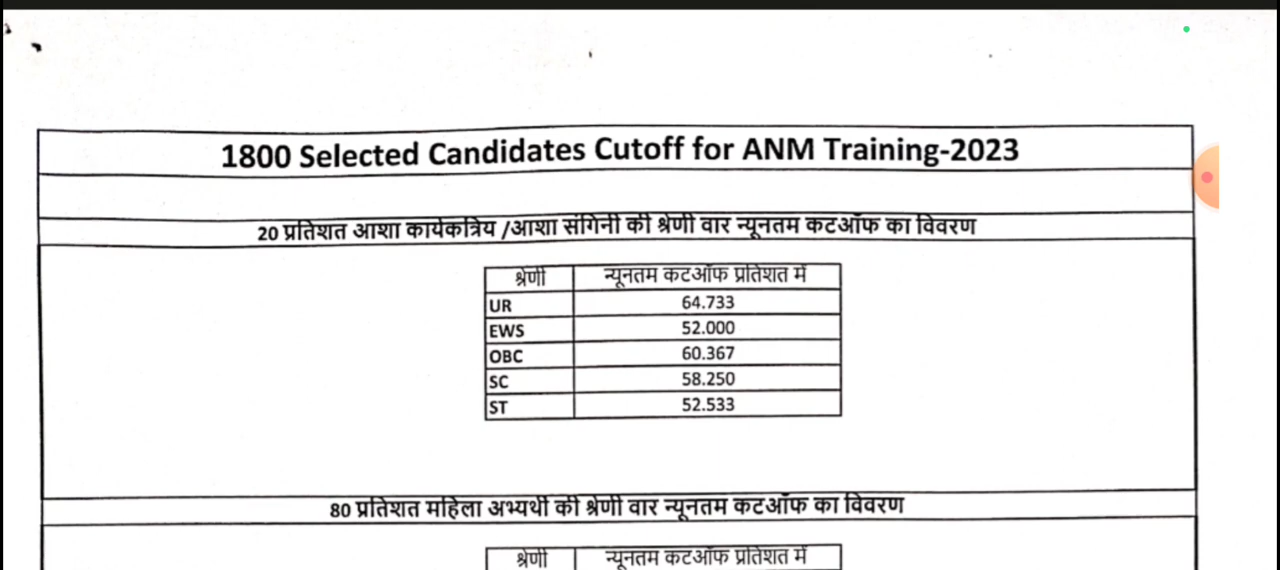 1800 Selected Candidates Cutoff for ANM Training-2023
20 प्रतिशत आशा कार्यकत्रिय /आशा संगिनी की श्रेणी वार न्यूनतम कटऑफ का विवरण
श्रेणी न्यूनतम कटऑफ प्रतिशत में
UR 64.733
EWS 52.000
OBC 60.367
SC 58.250
ST 52.533
80 प्रतिशत महिला अभ्यर्थी की श्रेणी वार न्यूनतम कटऑफ का विवरण
श्रेणी न्यूनतम कटऑफ प्रतिशत में